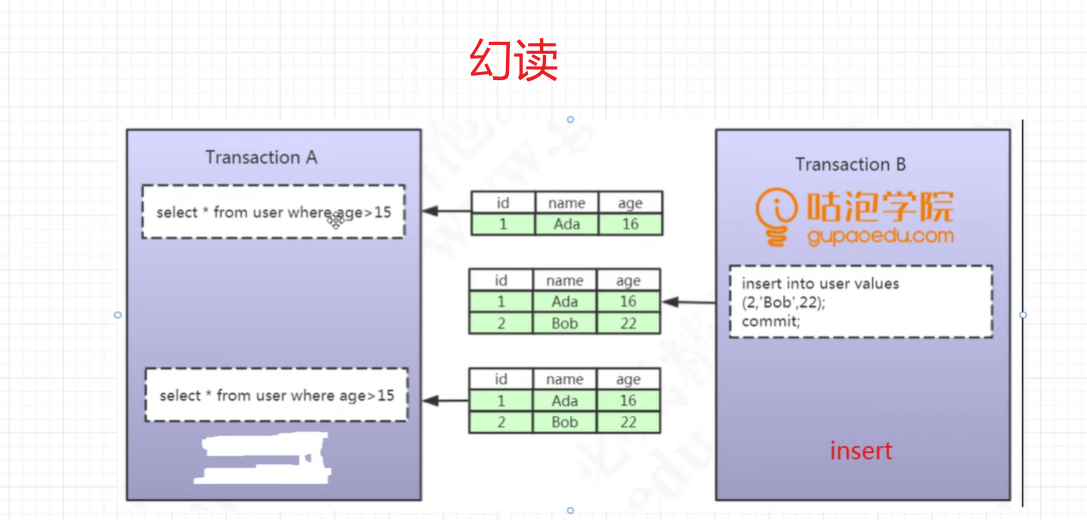 幻读
Transaction A
select * from user where age>15
id name age
1 Ada 16
Transaction B
咕泡学院
gupaoedu.com
id name age
1 Ada 16
2 Bob 22
insert into user values
(2,'Bob',22);
commit;
select * from user where age>15
id name age
1 Ada 16
2 Bob 22
insert